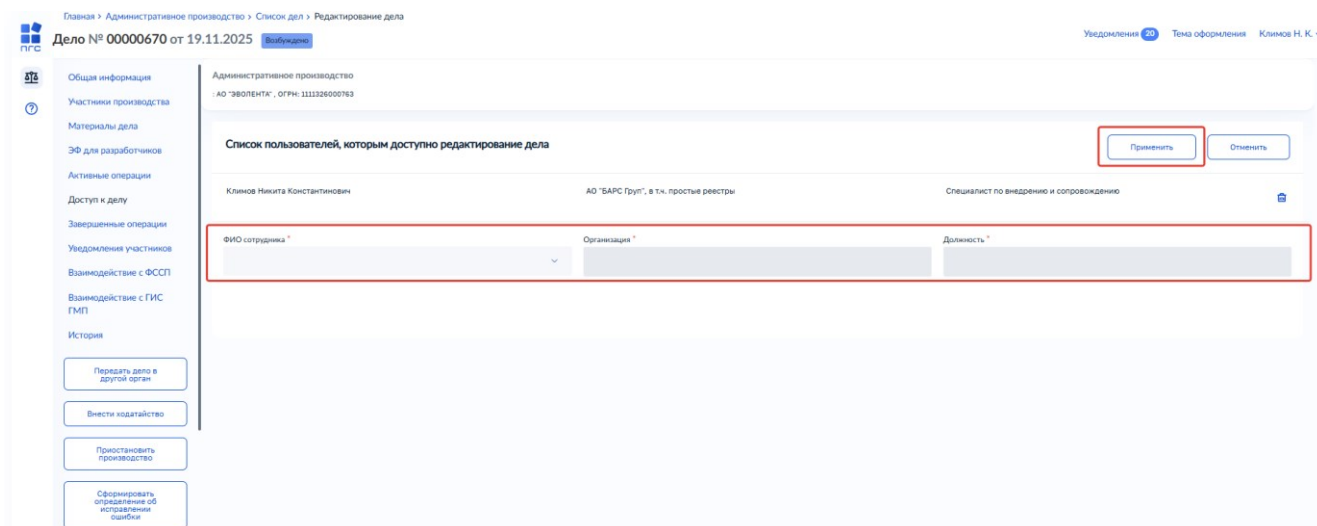 Главная > Административное производство > Список дел > Редактирование дела
ПГС
Дело № 00000670 от 19.11.2025 Возбуждено
Уведомления 20 Тема оформления Климов Н. К.
Общая информация
Участники производства
Материалы дела
ЭФ для разработчиков
Активные операции
Доступ к делу
Завершенные операции
Уведомления участников
Взаимодействие с ФССП
Взаимодействие с ГИС
ГМП
История
Передать дело в
другой орган
Внести ходатайство
Приостановить
производство
Сформировать
определение об
исправлении
ошибки
Административное производство
: АО "ЭВОЛЕНТА" , ОГРН: 1111326000763
Список пользователей, которым доступно редактирование дела
Применить Отменить
Климов Никита Константинович АО "БАРС Груп", в т.ч. простые реестры Специалист по внедрению и сопровождению
ФИО сотрудника * Организация * Должность *